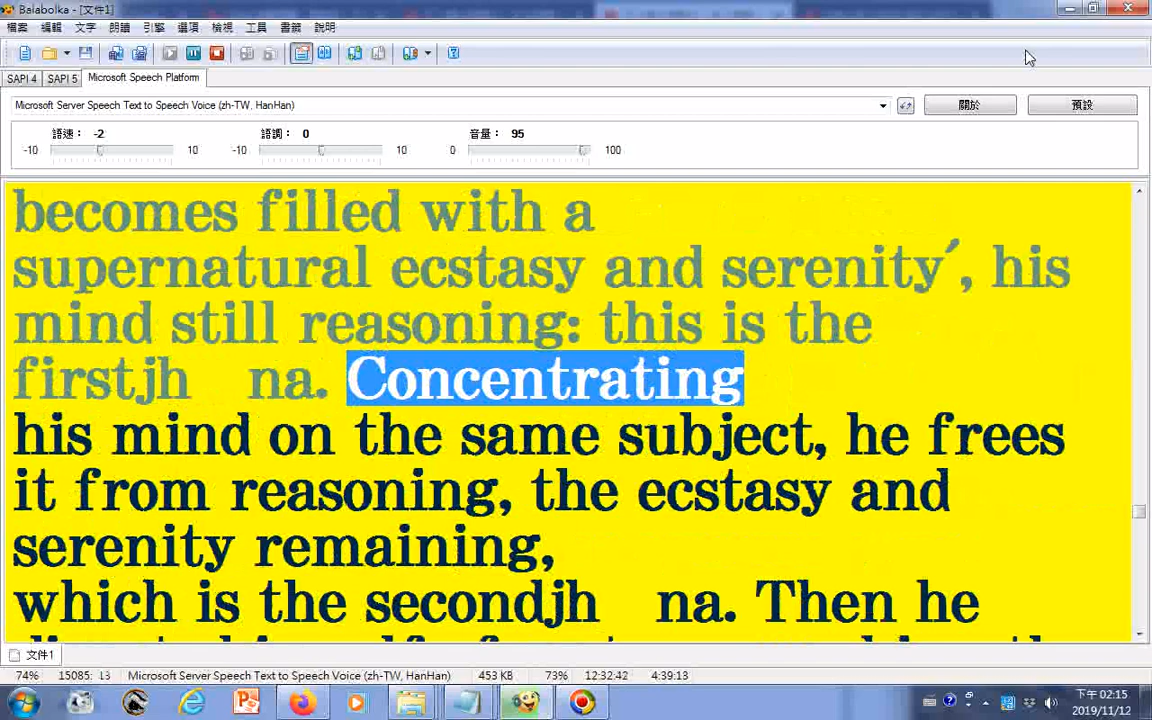 Balabolka - [文件1]
檔案 編輯 文字 朗讀 引擎 選項 檢視 工具 書籤 說明
SAPI 4 SAPI 5 Microsoft Speech Platform
Microsoft Server Speech Text to Speech Voice (zh-TW, HanHan) 關於 預設
語速： -2 語調： 0 音量： 95
-10 10 -10 10 0 100
becomes filled with a
supernatural ecstasy and serenity′, his
mind still reasoning: this is the
firstjh na. Concentrating
his mind on the same subject, he frees
it from reasoning, the ecstasy and
serenity remaining,
which is the secondjh na. Then he
文件1
74% 15085: 13 Microsoft Server Speech Text to Speech Voice (zh-TW, HanHan) 453 KB 73% 12:32:42 4:39:13
下午 02:15
2019/11/12